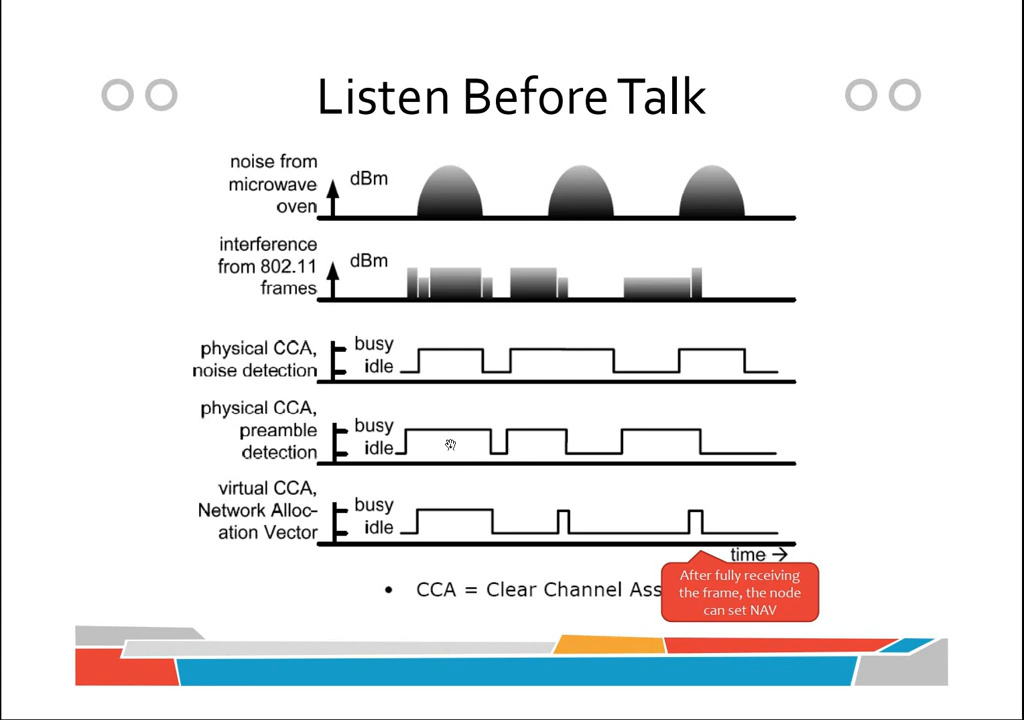 Listen Before Talk
noise from
microwave
oven
dBm
interference
from 802.11
frames
dBm
physical CCA,
noise detection
busy
idle
physical CCA,
preamble
detection
busy
idle
virtual CCA,
Network Alloc-
ation Vector
busy
idle
time →
• CCA = Clear Channel Ass
After fully receiving
the frame, the node
can set NAV